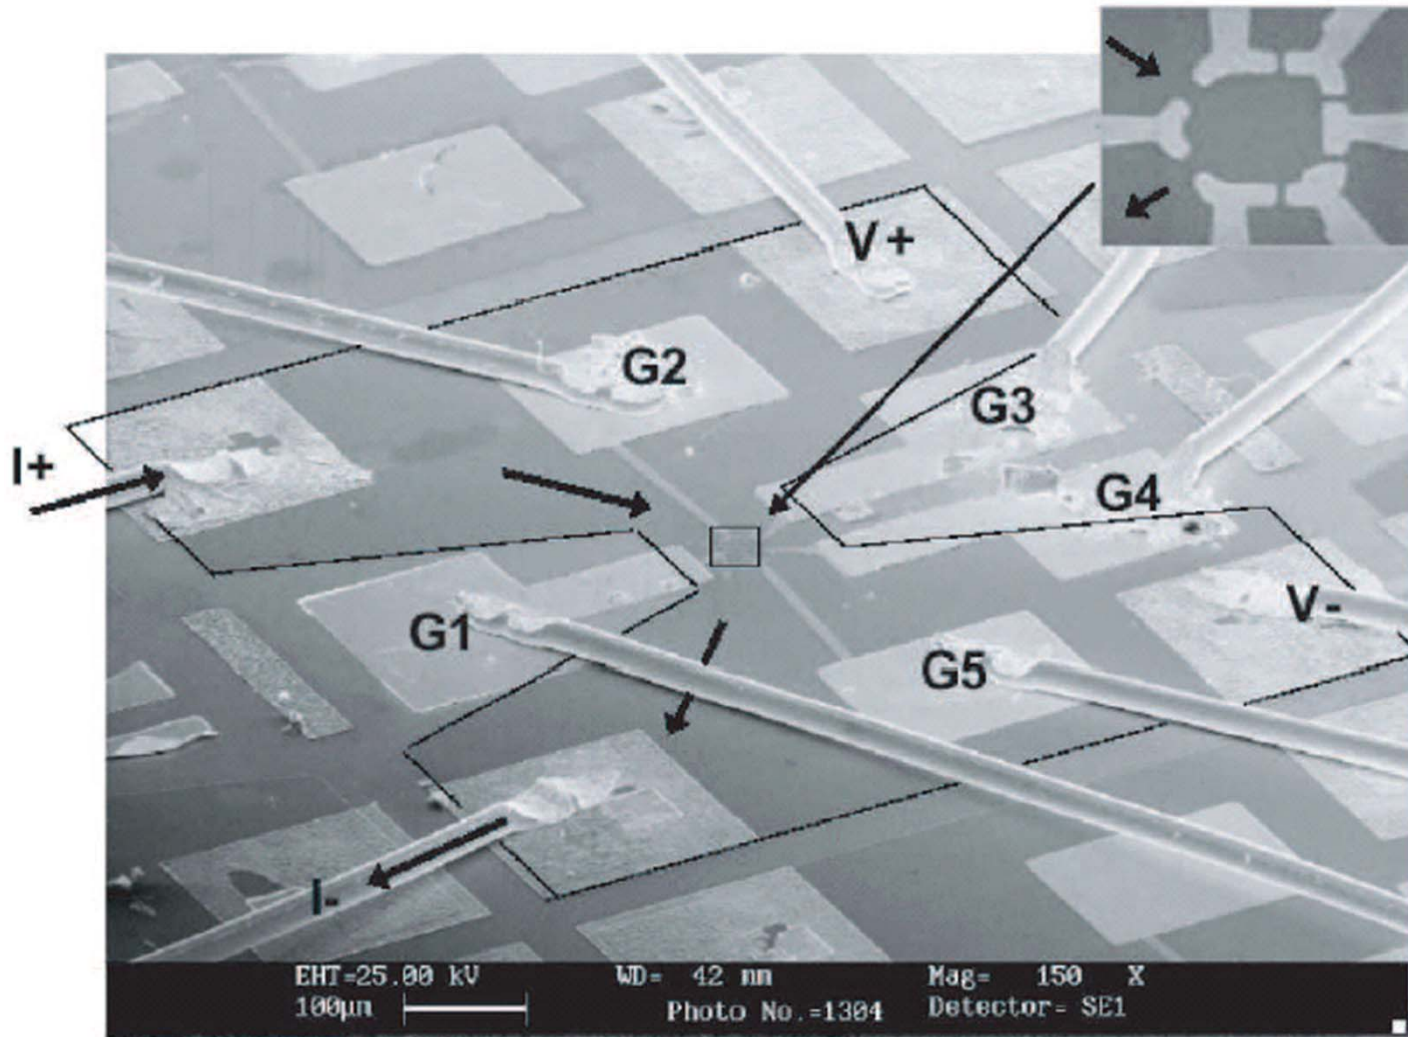 V+
G2
G3
I+
G4
V-
G1
G5
I-
EHT=25.00 kV WD= 42 mm Mag= 150 X
100µm Photo No.=1304 Detector= SE1